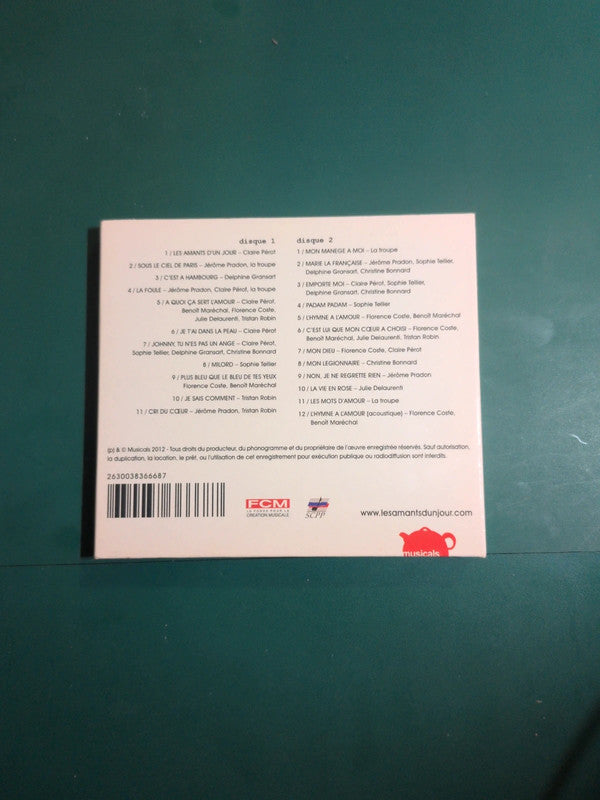 disque 1
1 / LES AMANTS D'UN JOUR – Claire Pérot
2 / SOUS LE CIEL DE PARIS – Jérôme Pradon, la troupe
3 / C'EST A HAMBOURG – Delphine Gransart
4 / LA FOULE – Jérôme Pradon, Claire Pérot, la troupe
5 / A QUOI ÇA SERT L'AMOUR – Claire Pérot,
Benoît Maréchal, Florence Coste,
Julie Delaurenti, Tristan Robin
6 / JE T'AI DANS LA PEAU – Claire Pérot
7 / JOHNNY, TU N'ES PAS UN ANGE – Claire Pérot,
Sophie Tellier, Delphine Gransart, Christine Bonnard
8 / MILORD – Sophie Tellier
9 / PLUS BLEU QUE LE BLEU DE TES YEUX
Florence Coste, Benoît Maréchal
10 / JE SAIS COMMENT – Tristan Robin
11 / CRI DU CŒUR – Jérôme Pradon, Tristan Robin
disque 2
1 / MON MANEGE A MOI – La troupe
2 / MARIE LA FRANÇAISE – Jérôme Pradon, Sophie Tellier,
Delphine Gransart, Christine Bonnard
3 / EMPORTE MOI – Claire Pérot, Sophie Tellier,
Delphine Gransart, Christine Bonnard
4 / PADAM PADAM – Sophie Tellier
5 / L'HYMNE A L'AMOUR – Florence Coste, Benoît Maréchal
6 / C'EST LUI QUE MON CŒUR A CHOISI – Florence Coste,
Benoît Maréchal, Julie Delaurenti, Tristan Robin
7 / MON DIEU – Florence Coste, Claire Pérot
8 / MON LEGIONNAIRE – Christine Bonnard
9 / NON, JE NE REGRETTE RIEN – Jérôme Pradon
10 / LA VIE EN ROSE – Julie Delaurenti
11 / LES MOTS D'AMOUR – La troupe
12 / L'HYMNE A L'AMOUR (acoustique) – Florence Coste,
Benoît Maréchal
(p) & © Musicals 2012 - Tous droits du producteur, du phonogramme et du propriétaire de l'œuvre enregistrée réservés. Sauf autorisation,
la duplication, la location, le prêt, ou l'utilisation de cet enregistrement pour exécution publique ou radiodiffusion sont interdits.
2630038366687
FCM
LE FONDS POUR LA
CRÉATION MUSICALE
SCPP
www.lesamantsdunjour.com
musicals